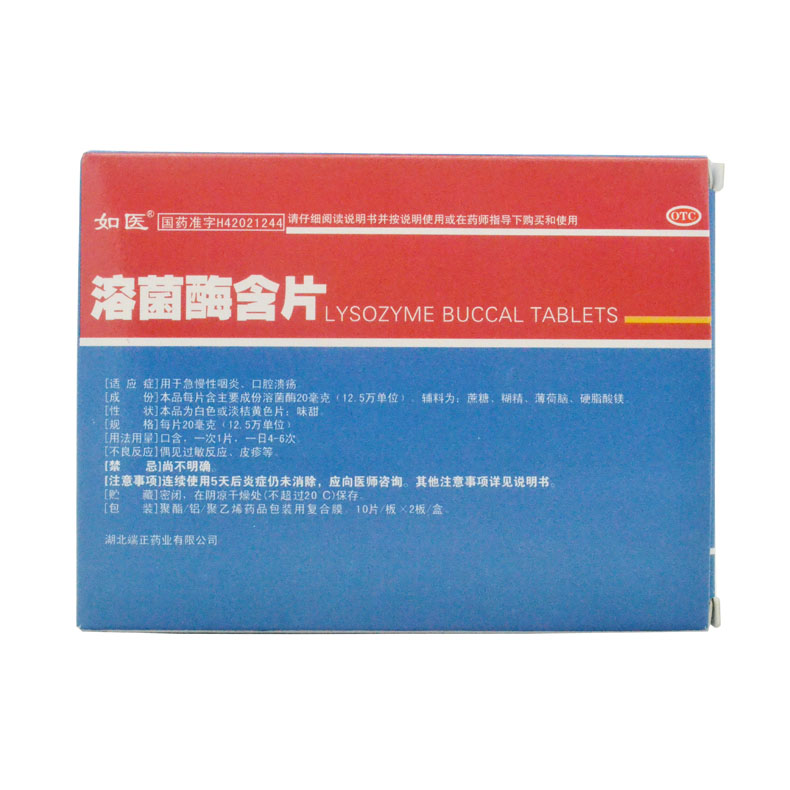 如医® 国药准字H42021244 请仔细阅读说明书并按说明使用或在药师指导下购买和使用 OTC
溶菌酶含片 LYSOZYME BUCCAL TABLETS
[适应症]用于急慢性咽炎、口腔溃疡
[成份]本品每片含主要成份溶菌酶20毫克(12.5万单位)、辅料为:蔗糖、糊精、薄荷脑、硬脂酸镁。
[性状]本品为白色或淡桔黄色片;味甜
[规格]每片20毫克(12.5万单位)
[用法用量]口含,一次1片,一日4-6次
[不良反应]偶见过敏反应、皮疹等。
[禁忌]尚不明确。
[注意事项]连续使用5天后炎症仍未消除,应向医师咨询。其他注意事项详见说明书。
[贮藏]密闭,在阴凉干燥处(不超过20℃)保存。
[包装]聚酯/铝/聚乙烯药品包装用复合膜。10片/板×2板/盒。
湖北端正药业有限公司